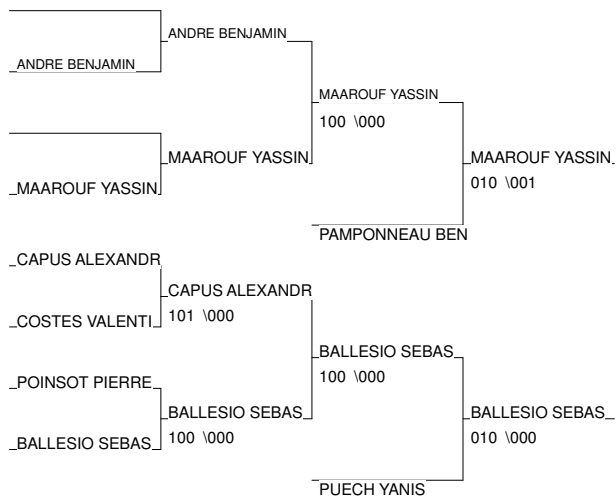 ANDRE BENJAMIN
ANDRE BENJAMIN
MAAROUF YASSIN
100 \000
MAAROUF YASSIN
MAAROUF YASSIN
010 \001
MAAROUF YASSIN
PAMPONNEAU BEN
CAPUS ALEXANDR
CAPUS ALEXANDR
101 \000
COSTES VALENTI
BALLESIO SEBAS
100 \000
POINSOT PIERRE
BALLESIO SEBAS
100 \000
BALLESIO SEBAS
010 \000
BALLESIO SEBAS
PUECH YANIS